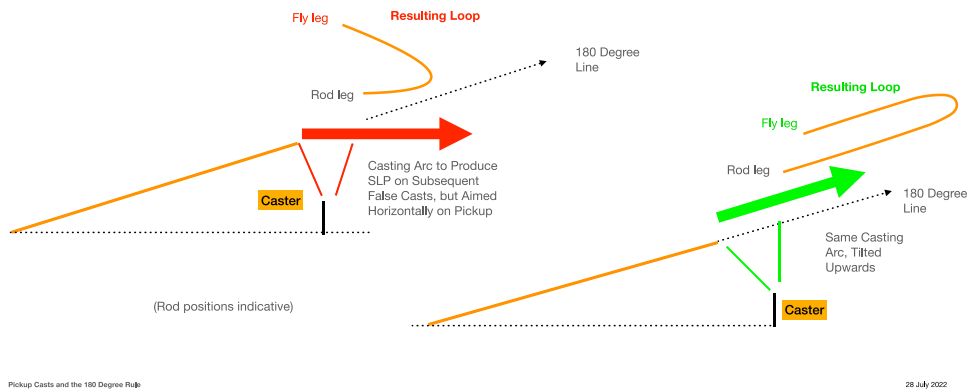 Fly leg
Resulting Loop
180 Degree
Line
Rod leg
Casting Arc to Produce
SLP on Subsequent
False Casts, but Aimed
Horizontally on Pickup
Caster
(Rod positions indicative)
Resulting Loop
Fly leg
Rod leg
180 Degree
Line
Same Casting
Arc, Tilted
Upwards
Caster
Pickup Casts and the 180 Degree Rule
28 July 2022